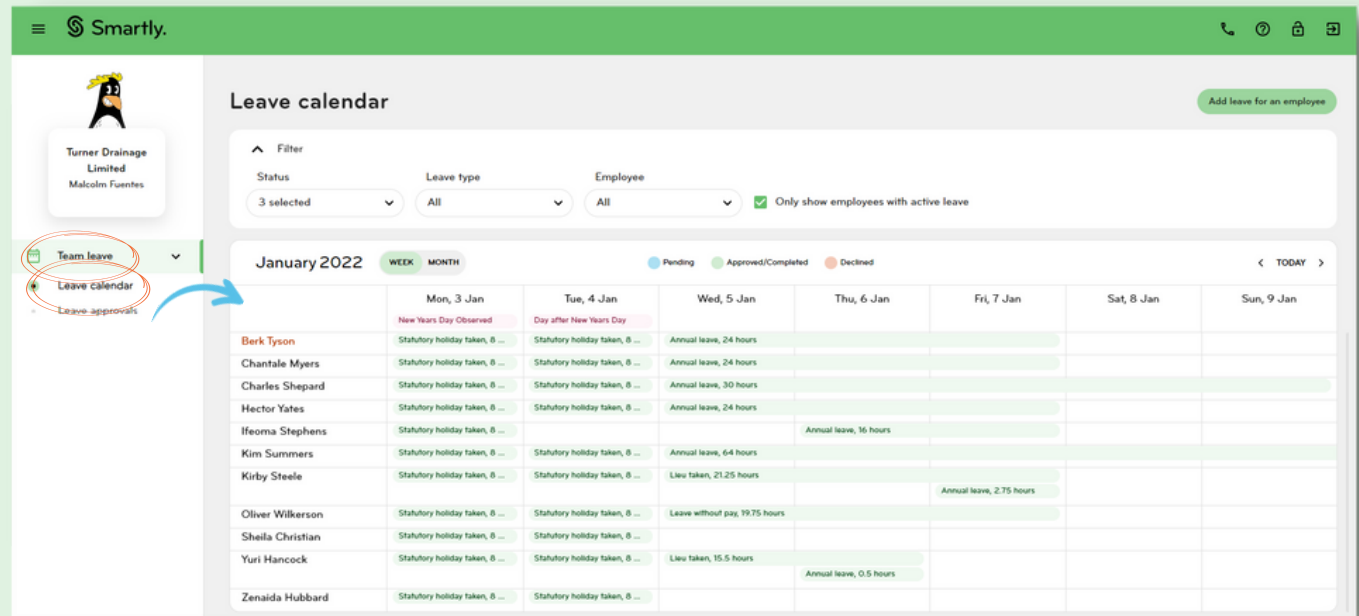 Smartly.
Turner Drainage
Limited
Malcolm Fuentes
Team leave
Leave calendar
Leave approvals
Leave calendar
Add leave for an employee
Filter
Status
Leave type
Employee
3 selected
All
All
Only show employees with active leave
January 2022
WEEK
MONTH
Pending
Approved/Completed
Declined
TODAY
Mon, 3 Jan
Tue, 4 Jan
Wed, 5 Jan
Thu, 6 Jan
Fri, 7 Jan
Sat, 8 Jan
Sun, 9 Jan
New Years Day Observed
Day after New Years Day
Berk Tyson
Statutory holiday taken, 8 ...
Statutory holiday taken, 8 ...
Annual leave, 24 hours
Chantale Myers
Statutory holiday taken, 8 ...
Statutory holiday taken, 8 ...
Annual leave, 24 hours
Charles Shepard
Statutory holiday taken, 8 ...
Statutory holiday taken, 8 ...
Annual leave, 30 hours
Hector Yates
Statutory holiday taken, 8 ...
Statutory holiday taken, 8 ...
Annual leave, 24 hours
Ifeoma Stephens
Statutory holiday taken, 8 ...
Annual leave, 16 hours
Kim Summers
Statutory holiday taken, 8 ...
Statutory holiday taken, 8 ...
Annual leave, 64 hours
Kirby Steele
Statutory holiday taken, 8 ...
Statutory holiday taken, 8 ...
Lieu taken, 21.25 hours
Annual leave, 2.75 hours
Oliver Wilkerson
Statutory holiday taken, 8 ...
Statutory holiday taken, 8 ...
Leave without pay, 19.75 hours
Sheila Christian
Statutory holiday taken, 8 ...
Statutory holiday taken, 8 ...
Yuri Hancock
Statutory holiday taken, 8 ...
Statutory holiday taken, 8 ...
Lieu taken, 15.5 hours
Annual leave, 0.5 hours
Zenaida Hubbard
Statutory holiday taken, 8 ...
Statutory holiday taken, 8 ...